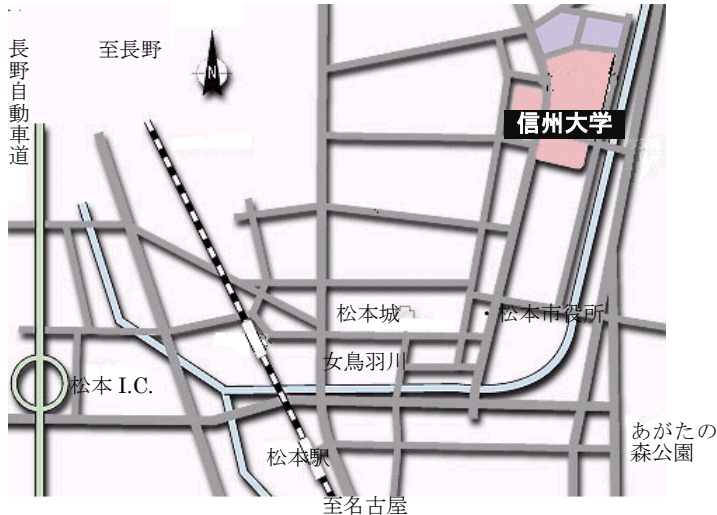 長野自動車道
至長野
N
信州大学
松本城
・松本市役所
女鳥羽川
松本 I.C.
あがたの
森公園
松本駅
至名古屋